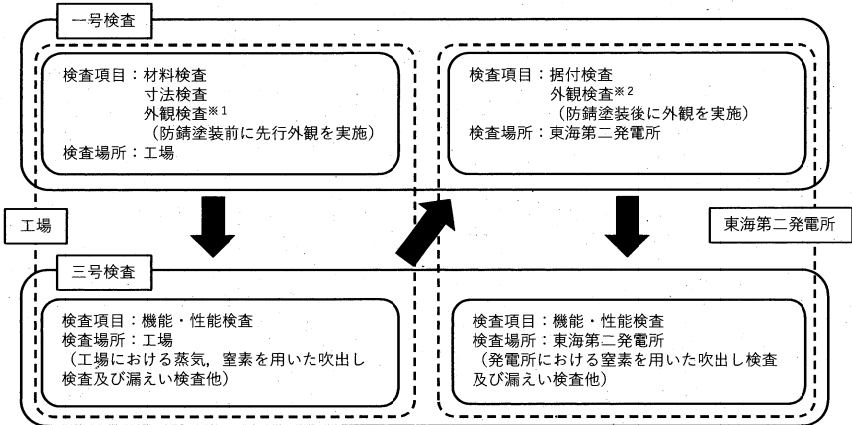 一号検査
検査項目：材料検査
寸法検査
外観検査※1
（防錆塗装前に先行外観を実施）
検査場所：工場
検査項目：据付検査
外観検査※2
（防錆塗装後に外観を実施）
検査場所：東海第二発電所
工場
東海第二発電所
三号検査
検査項目：機能・性能検査
検査場所：工場
（工場における蒸気，窒素を用いた吹出し
検査及び漏えい検査他）
検査項目：機能・性能検査
検査場所：東海第二発電所
（発電所における窒素を用いた吹出し検査
及び漏えい検査他）